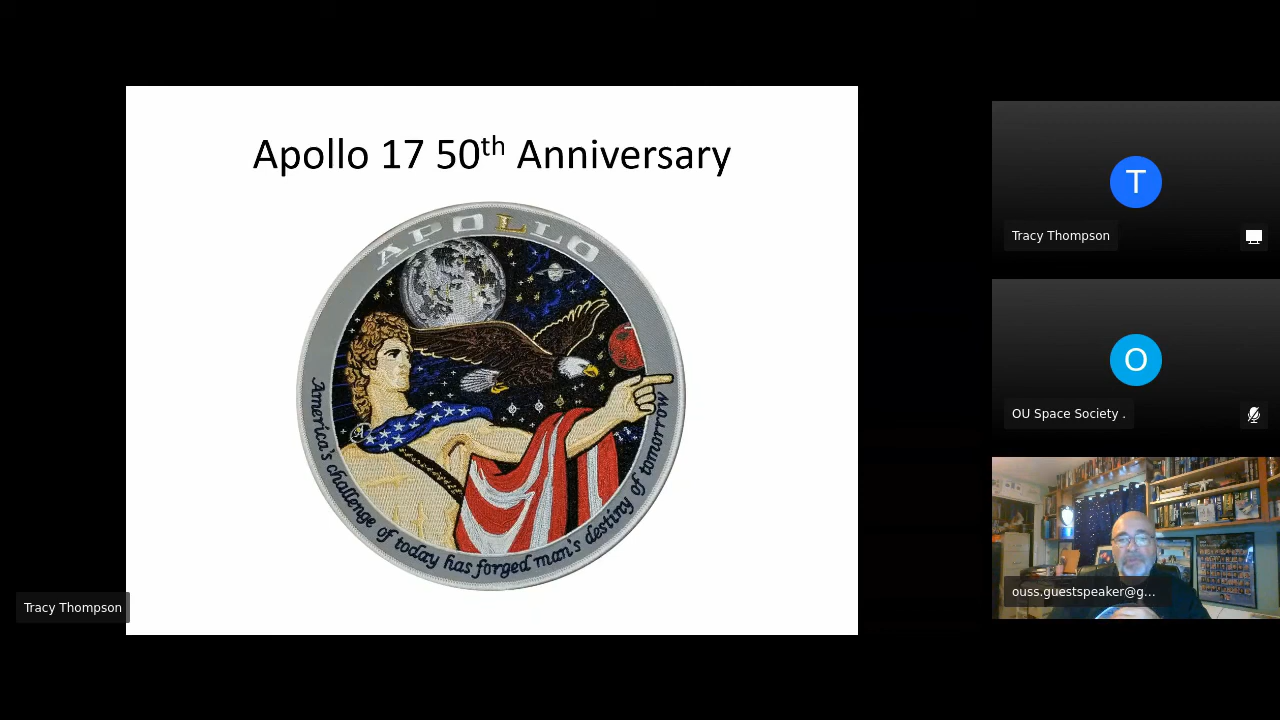 Apollo 17 50th Anniversary
APOLLO
America's challenge of today has forged man's destiny of tomorrow
Tracy Thompson
T
Tracy Thompson
O
OU Space Society .
ouss.guestspeaker@g...